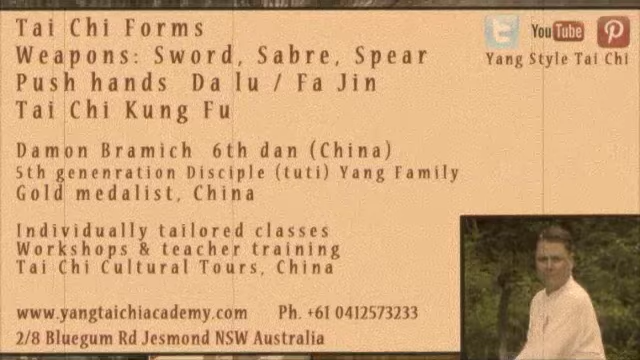 Tai Chi Forms
Weapons: Sword, Sabre, Spear
Push hands Da lu / Fa Jin
Tai Chi Kung Fu
YouTube
Yang Style Tai Chi
Damon Bramich 6th dan (China)
5th genenration Disciple (tuti) Yang Family
Gold medalist, China
Individually tailored classes
Workshops & teacher training
Tai Chi Cultural Tours, China
www.yangtaichiacademy.com Ph. +61 0412573233
2/8 Bluegum Rd Jesmond NSW Australia